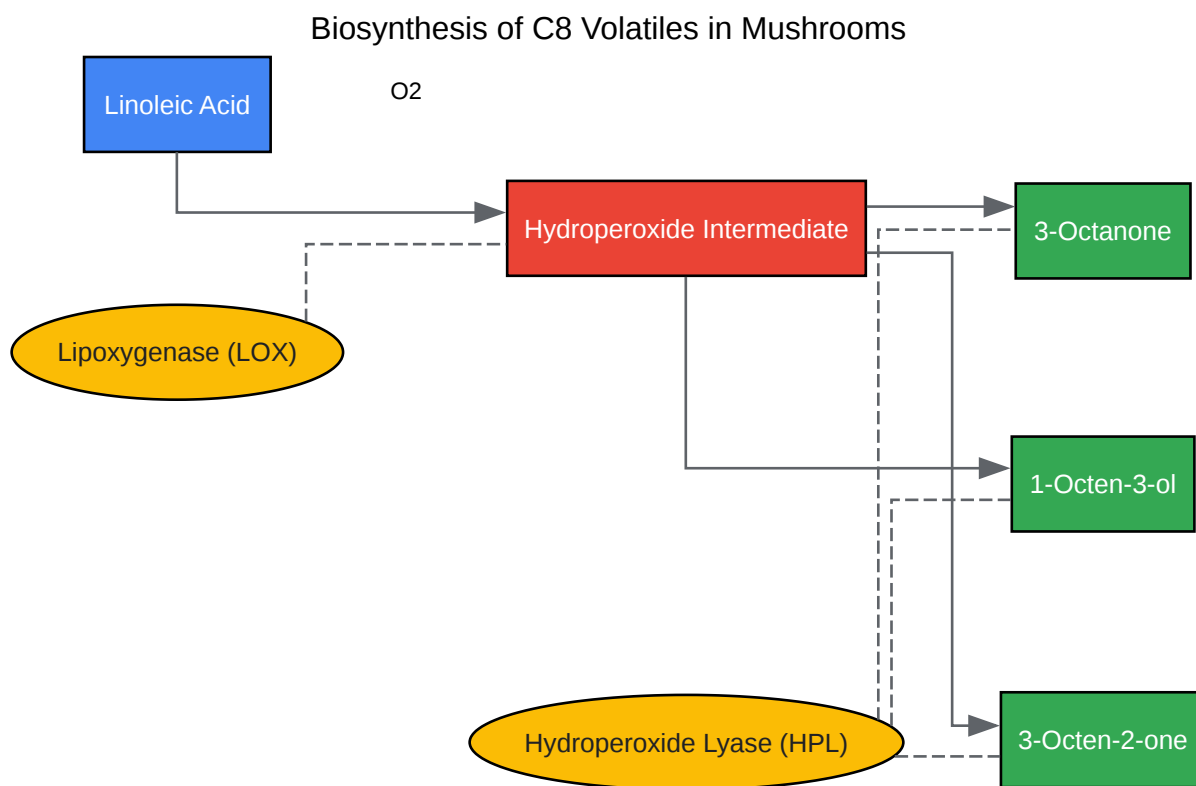 Biosynthesis of C8 Volatiles in Mushrooms
Linoleic Acid
O2
Hydroperoxide Intermediate
3-Octanone
Lipoxygenase (LOX)
1-Octen-3-ol
Hydroperoxide Lyase (HPL)
3-Octen-2-one